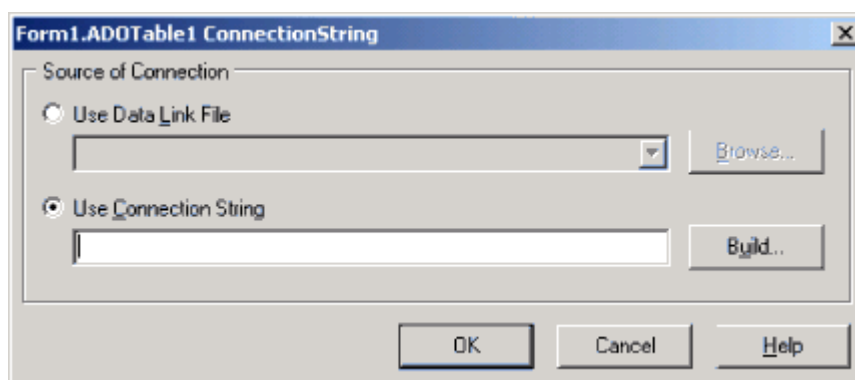 Form1.ADOTable1 ConnectionString
Source of Connection
Use Data Link File
Browse...
Use Connection String
Build...
OK Cancel Help